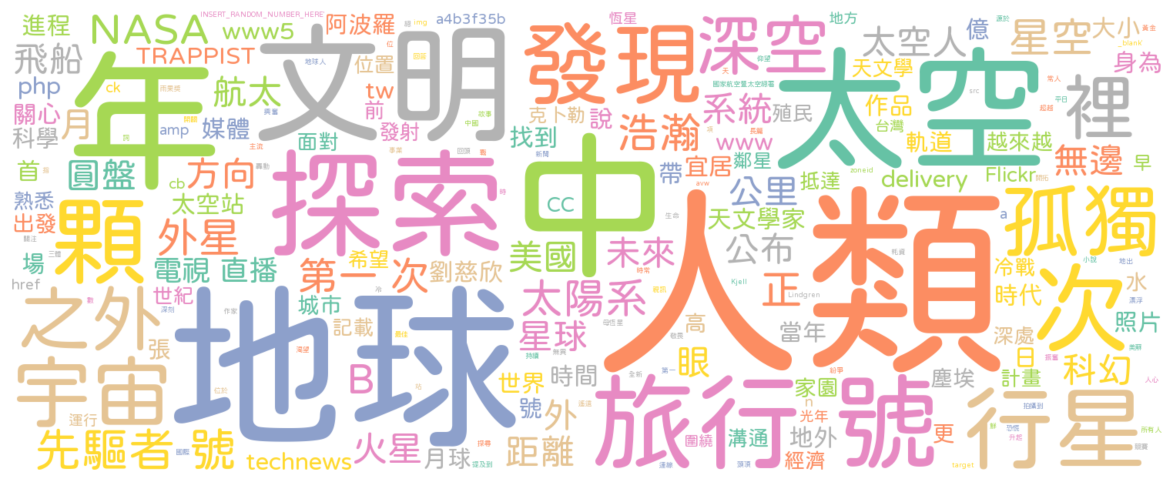 INSERT_RANDOM_NUMBER_HERE
進程 NASA www5 阿波羅 a4b3f35b 恆星 地方
飛船 TRAPPIST 位置 文明 發現 深空 太空人 億 星空 大小
php 年 航太 tw 身為
關心 月 ck 前 克卜勒 說 系統 殖民 天文學 作品 裡
科學 amp 媒體 面對 發射 找到 浩瀚 www 太空 台灣 軌道 越來越
首 圓盤 方向 探索 中 宜居 鄰星 無邊 早
熟悉 cb 太空站 cc 帶 公里 抵達 delivery Flickr
出發 顆 外星 天文學家 a 孤獨
場 電視 直播 希望 美國 未來 公布 冷戰 水
href 世紀 第一 次 劉慈欣 太陽系 正 Kjell Lindgren 時代 次
之外 城市 記載 星球 人類 當年 深處 照片
張 地球 高 日
宇宙 B 世界 時間 眼 家園 塵埃 計畫 科幻
運行 號 外 旅行 號 n 光年 行星
先驅者 號 火星 月球 距離 圍繞 溝通 地外 更
technews 經濟 target